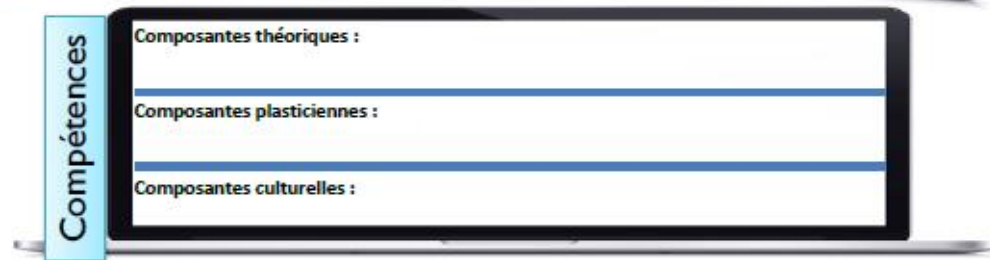 Compétences
Composantes théoriques :
Composantes plasticiennes :
Composantes culturelles :